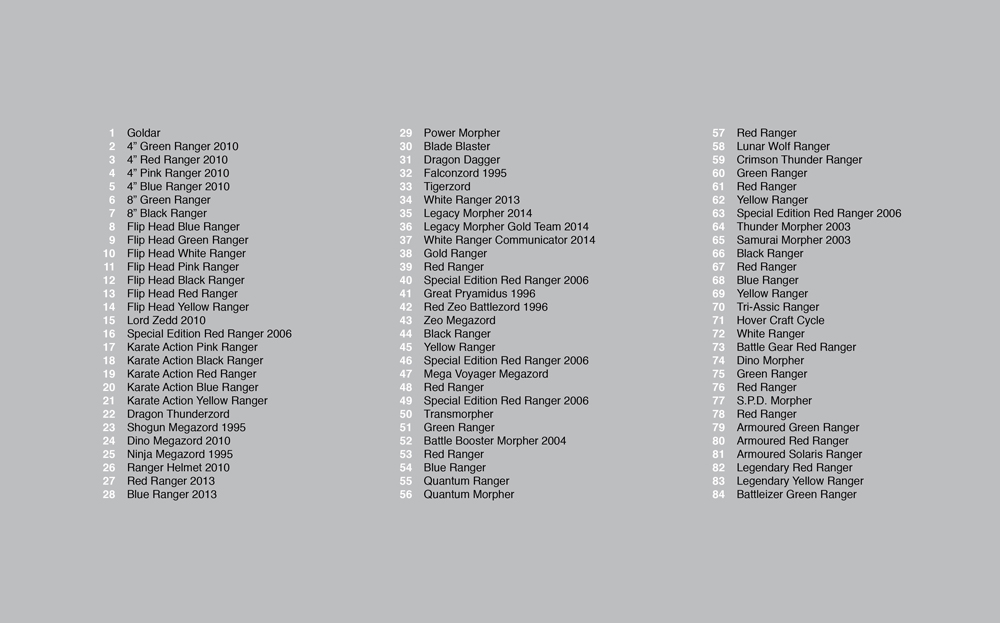 1 Goldar
2 4” Green Ranger 2010
3 4” Red Ranger 2010
4 4” Pink Ranger 2010
5 4” Blue Ranger 2010
6 8” Green Ranger
7 8” Black Ranger
8 Flip Head Blue Ranger
9 Flip Head Green Ranger
10 Flip Head White Ranger
11 Flip Head Pink Ranger
12 Flip Head Black Ranger
13 Flip Head Red Ranger
14 Flip Head Yellow Ranger
15 Lord Zedd 2010
16 Special Edition Red Ranger 2006
17 Karate Action Pink Ranger
18 Karate Action Black Ranger
19 Karate Action Red Ranger
20 Karate Action Blue Ranger
21 Karate Action Yellow Ranger
22 Dragon Thunderzord
23 Shogun Megazord 1995
24 Dino Megazord 2010
25 Ninja Megazord 1995
26 Ranger Helmet 2010
27 Red Ranger 2013
28 Blue Ranger 2013
29 Power Morpher
30 Blade Blaster
31 Dragon Dagger
32 Falconzord 1995
33 Tigerzord
34 White Ranger 2013
35 Legacy Morpher 2014
36 Legacy Morpher Gold Team 2014
37 White Ranger Communicator 2014
38 Gold Ranger
39 Red Ranger
40 Special Edition Red Ranger 2006
41 Great Pryamidus 1996
42 Red Zeo Battlezord 1996
43 Zeo Megazord
44 Black Ranger
45 Yellow Ranger
46 Special Edition Red Ranger 2006
47 Mega Voyager Megazord
48 Red Ranger
49 Special Edition Red Ranger 2006
50 Transmorpher
51 Green Ranger
52 Battle Booster Morpher 2004
53 Red Ranger
54 Blue Ranger
55 Quantum Ranger
56 Quantum Morpher
57 Red Ranger
58 Lunar Wolf Ranger
59 Crimson Thunder Ranger
60 Green Ranger
61 Red Ranger
62 Yellow Ranger
63 Special Edition Red Ranger 2006
64 Thunder Morpher 2003
65 Samurai Morpher 2003
66 Black Ranger
67 Red Ranger
68 Blue Ranger
69 Yellow Ranger
70 Tri-Assic Ranger
71 Hover Craft Cycle
72 White Ranger
73 Battle Gear Red Ranger
74 Dino Morpher
75 Green Ranger
76 Red Ranger
77 S.P.D. Morpher
78 Red Ranger
79 Armoured Green Ranger
80 Armoured Red Ranger
81 Armoured Solaris Ranger
82 Legendary Red Ranger
83 Legendary Yellow Ranger
84 Battleizer Green Ranger